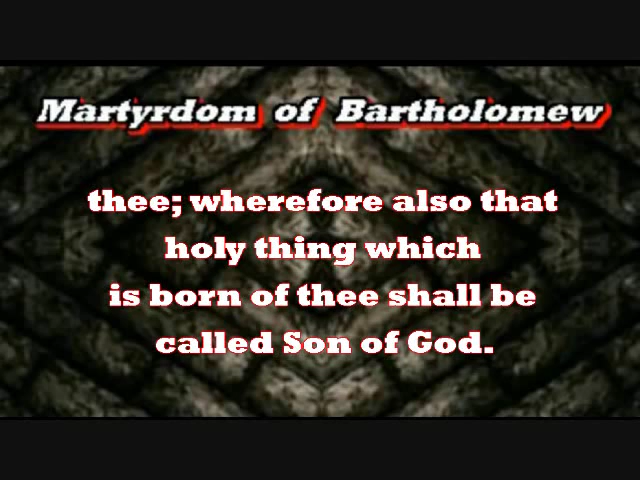 Martyrdom of Bartholomew
thee; wherefore also that
holy thing which
is born of thee shall be
called Son of God.